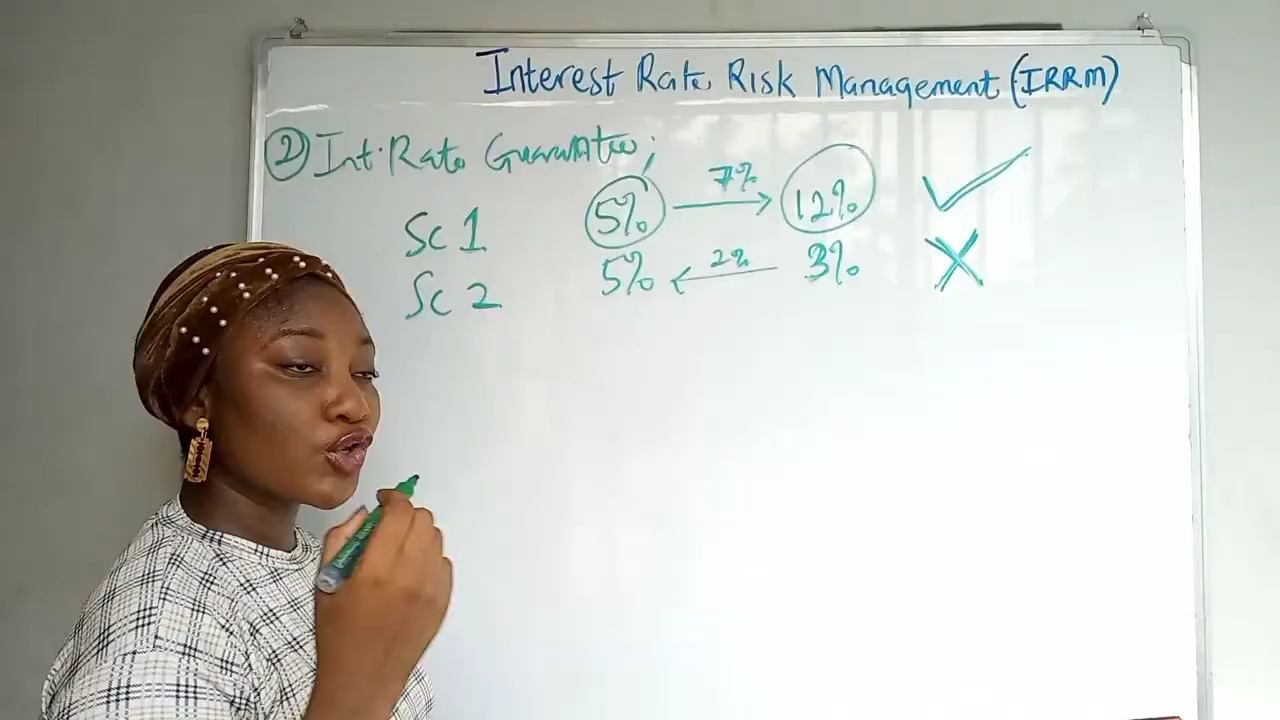 Interest Rate Risk Management (IRRM)
2 Int. Rate Guarantee;
Sc 1 5% 7% 12%
Sc 2 5% 2% 3%